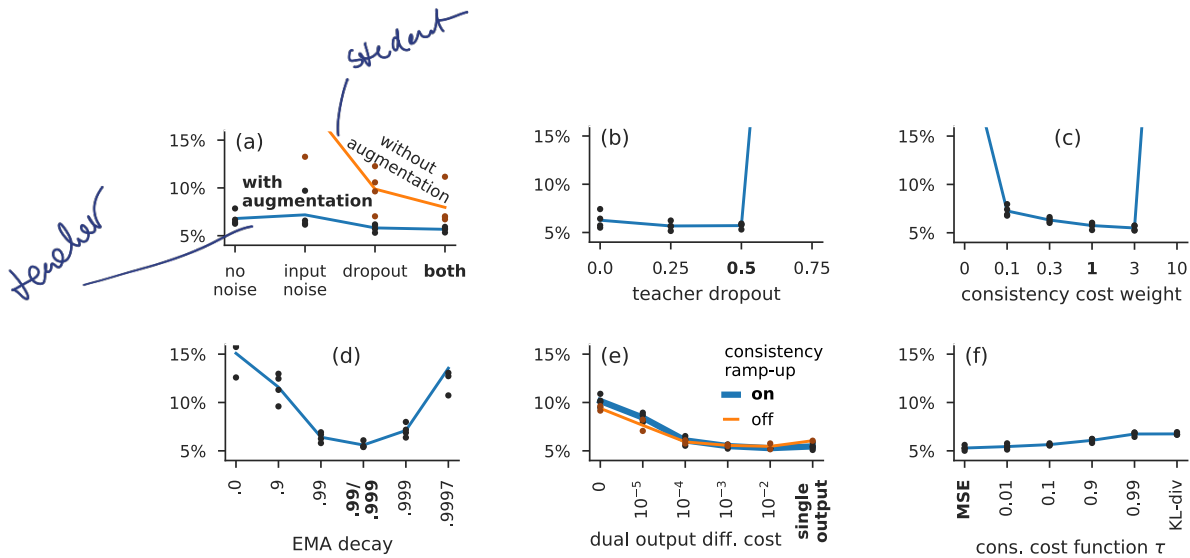 student
teacher
(a)
15%
10%
5%
with
augmentation
without
augmentation
no
noise
input
noise
dropout
both
(b)
15%
10%
5%
0.0
0.25
0.5
0.75
teacher dropout
(c)
15%
10%
5%
0
0.1
0.3
1
3
10
consistency cost weight
(d)
15%
10%
5%
.0
.9
.99
.99/
.999
.999
.9997
EMA decay
(e)
15%
10%
5%
consistency
ramp-up
on
off
0
10⁻⁵
10⁻⁴
10⁻³
10⁻²
single
output
dual output diff. cost
(f)
15%
10%
5%
MSE
0.01
0.1
0.9
0.99
KL-div
cons. cost function τ